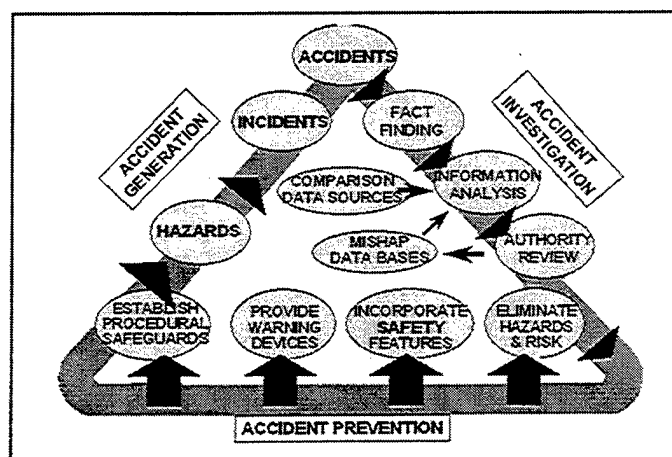 ACCIDENTS
ACCIDENT
GENERATION
INCIDENTS
FACT
FINDING
ACCIDENT
INVESTIGATION
COMPARISON
DATA SOURCES
INFORMATION
ANALYSIS
HAZARDS
MISHAP
DATA BASES
AUTHORITY
REVIEW
ESTABLISH
PROCEDURAL
SAFEGUARDS
PROVIDE
WARNING
DEVICES
INCORPORATE
SAFETY
FEATURES
ELIMINATE
HAZARDS
& RISK
ACCIDENT PREVENTION